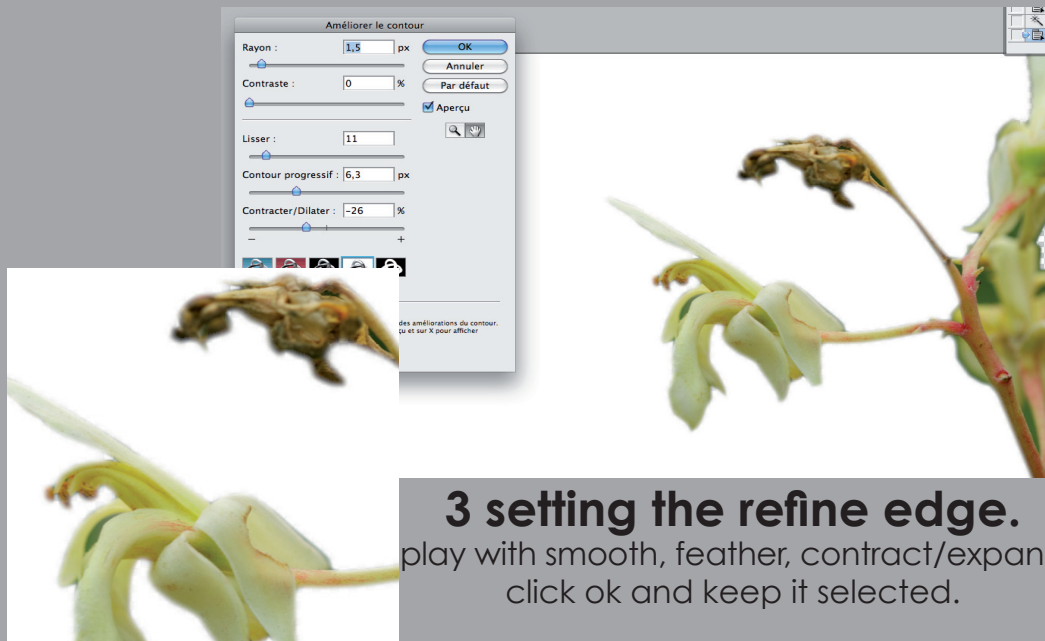 Améliorer le contour
Rayon : 1,5 px
OK
Annuler
Contraste : 0 %
Par défaut
Aperçu
Lisser : 11
Contour progressif : 6,3 px
Contracter/Dilater : -26 %
− +
des améliorations du contour.
çu et sur X pour afficher
3 setting the refine edge.
play with smooth, feather, contract/expan
click ok and keep it selected.